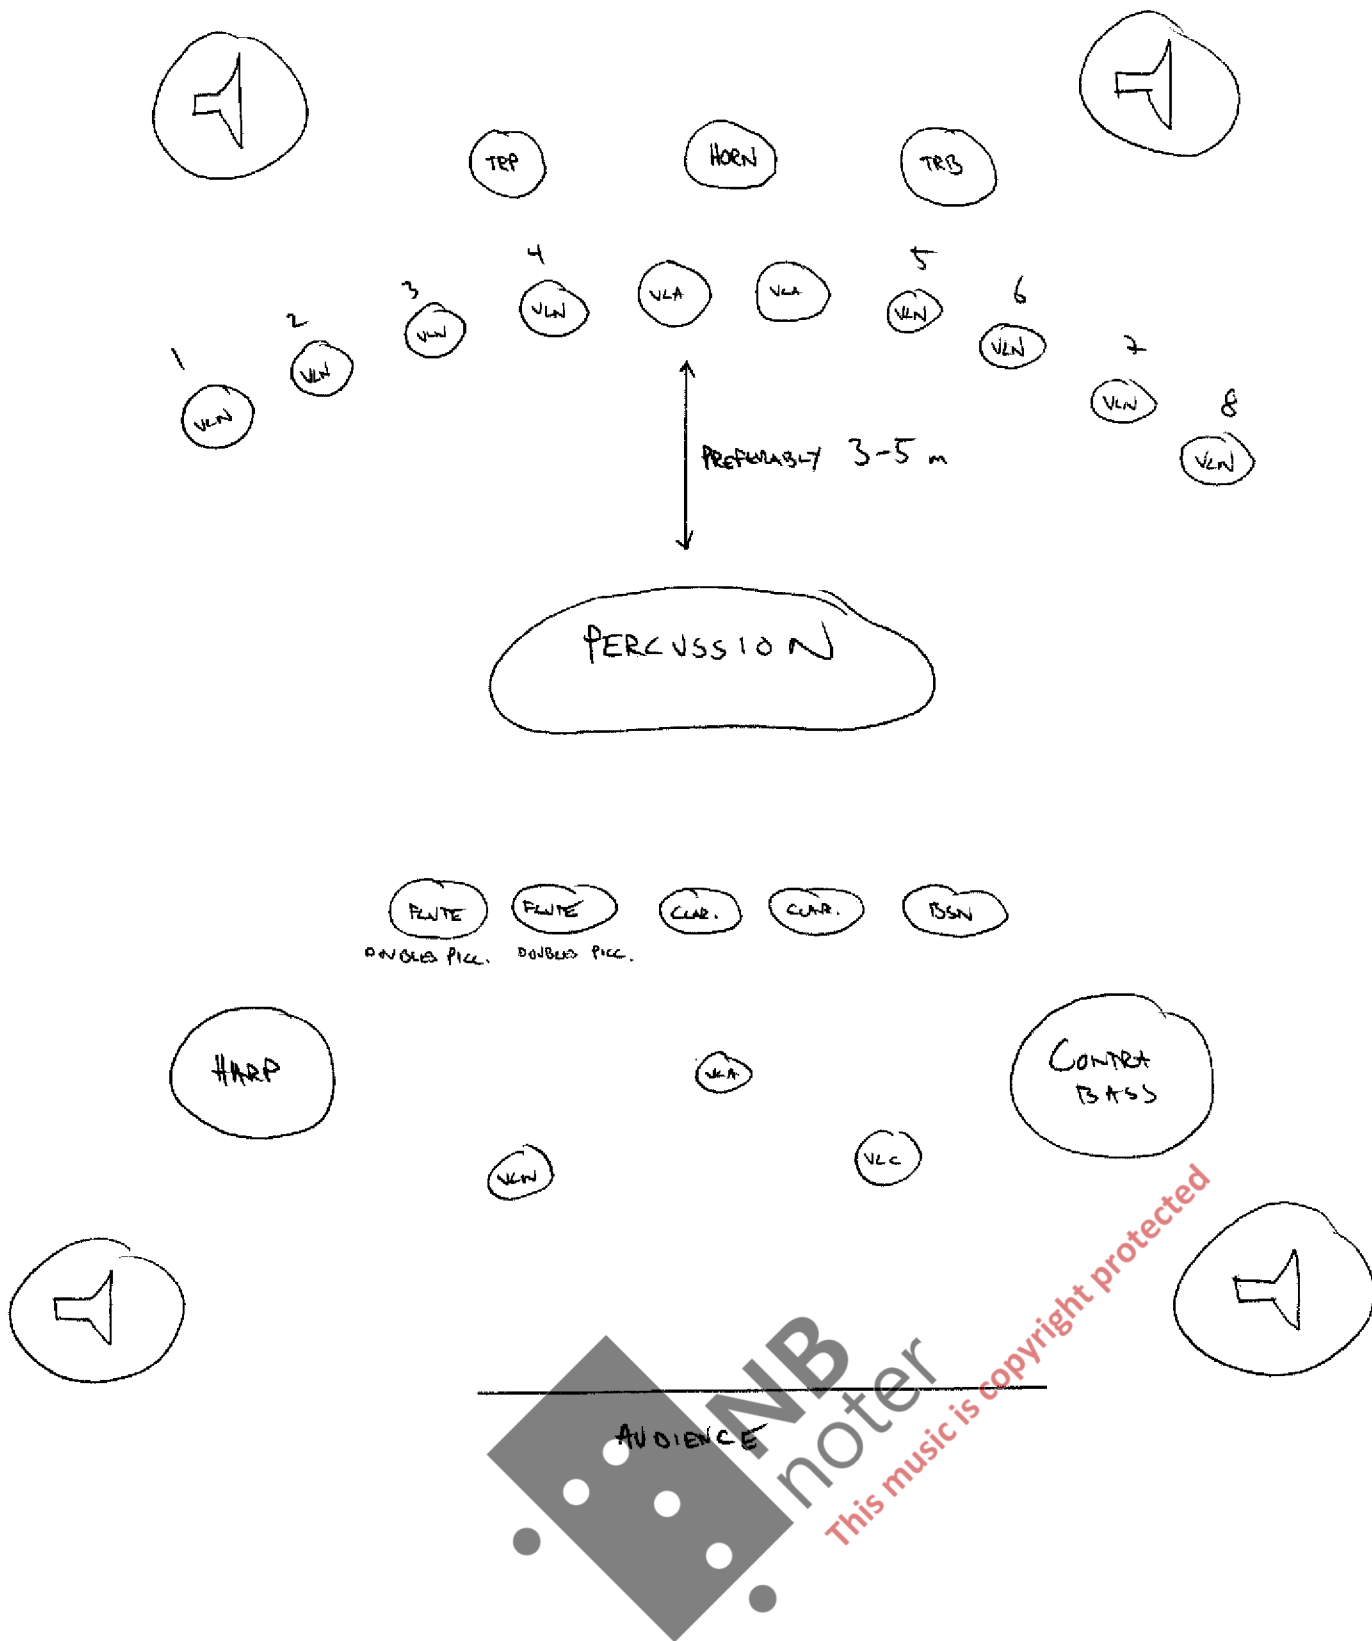 TRP HORN TRB
1 2 3 4 5 6 7 8
VLN VLN VLN VLN VLA VLA VLN VLN VLN VLN
PREFERABLY 3-5 m
PERCUSSION
FLUTE FLUTE CLAR. CLAR. BSN
DOUBLES PICC. DOUBLES PICC.
HARP
VLA
CONTRA
BASS
VLN
VLC
AUDIENCE
NB
noter
This music is copyright protected